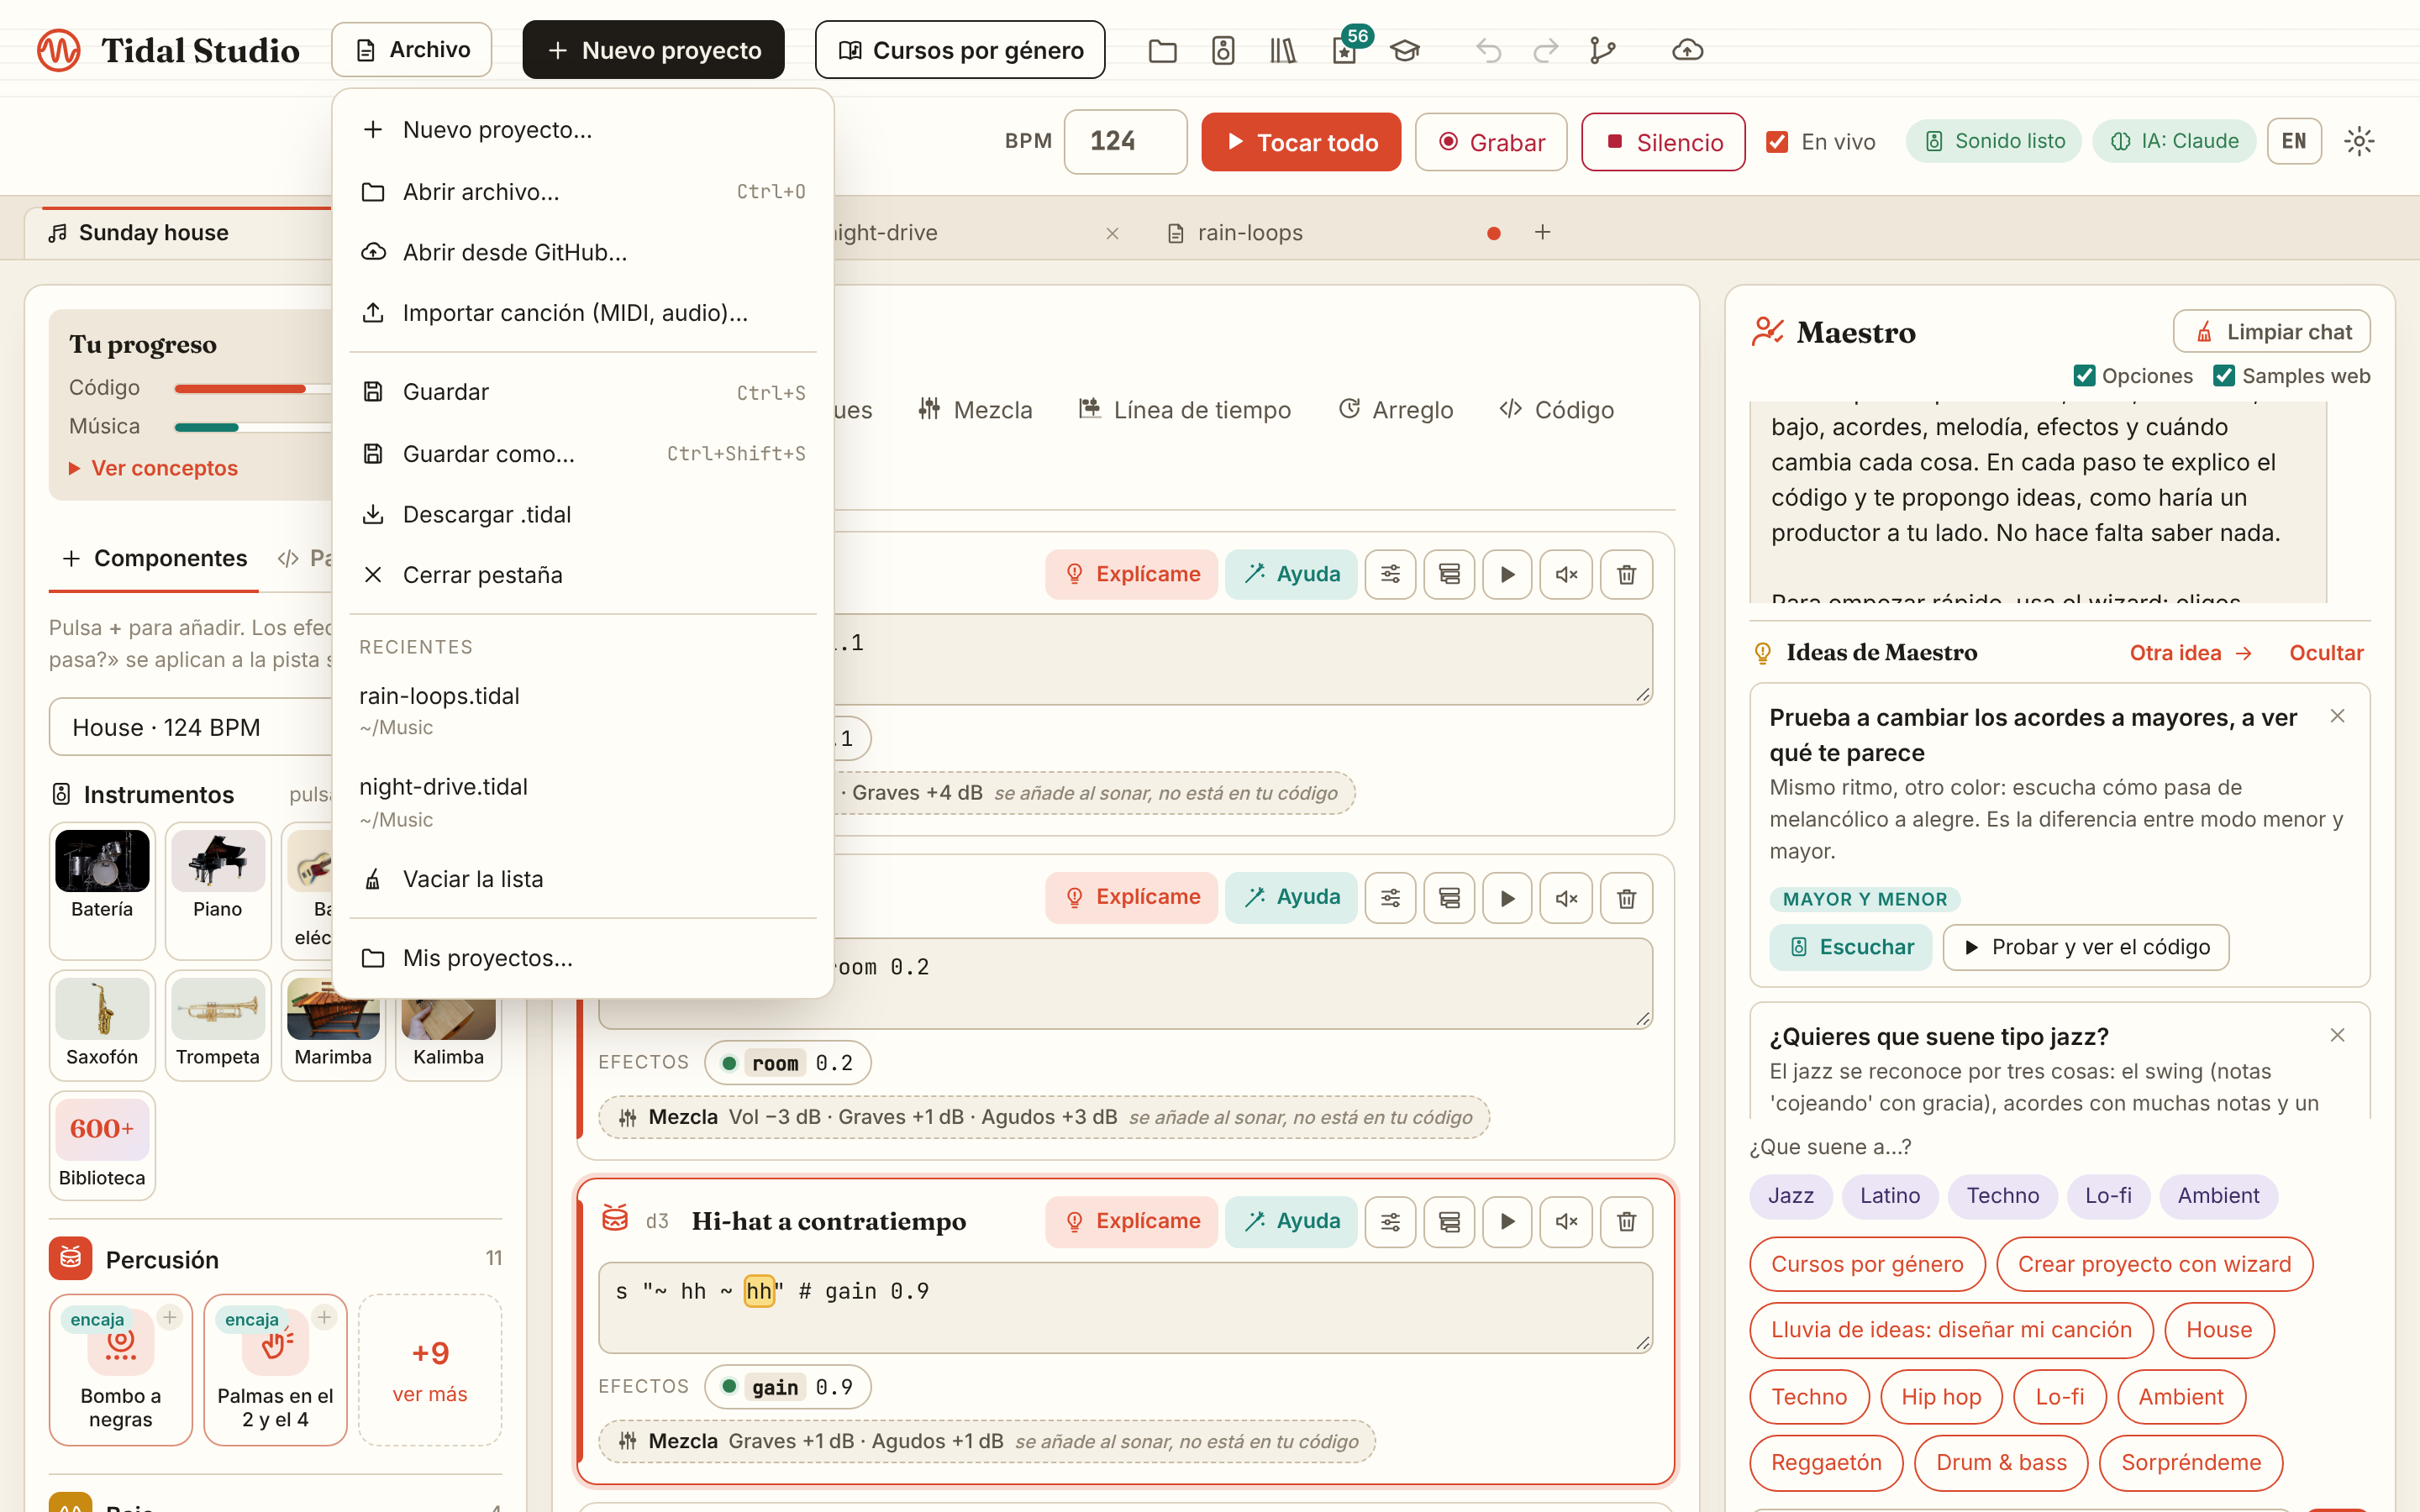 Tidal Studio
Archivo
Nuevo proyecto
Cursos por género
56
Nuevo proyecto...
Abrir archivo... Ctrl+O
Abrir desde GitHub...
Importar canción (MIDI, audio)...
Guardar Ctrl+S
Guardar como... Ctrl+Shift+S
Descargar .tidal
Cerrar pestaña
RECIENTES
rain-loops.tidal
~/Music
night-drive.tidal
~/Music
Vaciar la lista
Mis proyectos...
BPM 124
Tocar todo
Grabar
Silencio
En vivo
Sonido listo
IA: Claude
EN
Sunday house
night-drive
rain-loops
Tu progreso
Código
Música
Ver conceptos
Componentes
Pulsa + para añadir. Los
pasa?» se aplican a la pista
House · 124 BPM
Instrumentos
Batería
Piano
Saxofón
Trompeta
Marimba
Kalimba
600+
Biblioteca
Percusión 11
encaja
Bombo a
negras
encaja
Palmas en el
2 y el 4
+9
ver más
Mezcla
Línea de tiempo
Arreglo
Código
Explícame
Ayuda
.1
.1
· Graves +4 dB se añade al sonar, no está en tu código
Explícame
Ayuda
room 0.2
EFECTOS room 0.2
Mezcla Vol −3 dB · Graves +1 dB · Agudos +3 dB se añade al sonar, no está en tu código
d3 Hi-hat a contratiempo
Explícame
Ayuda
s "~ hh ~ hh" # gain 0.9
EFECTOS gain 0.9
Mezcla Graves +1 dB · Agudos +1 dB se añade al sonar, no está en tu código
Maestro
Limpiar chat
Opciones
Samples web
bajo, acordes, melodía, efectos y cuándo
cambia cada cosa. En cada paso te explico el
código y te propongo ideas, como haría un
productor a tu lado. No hace falta saber nada.
Para empezar rápido, usa el wizard: eliges
Ideas de Maestro
Otra idea →
Ocultar
Prueba a cambiar los acordes a mayores, a ver
qué te parece
Mismo ritmo, otro color: escucha cómo pasa de
melancólico a alegre. Es la diferencia entre modo menor y
mayor.
MAYOR Y MENOR
Escuchar
Probar y ver el código
¿Quieres que suene tipo jazz?
El jazz se reconoce por tres cosas: el swing (notas
'cojeando' con gracia), acordes con muchas notas y un
¿Que suene a...?
Jazz
Latino
Techno
Lo-fi
Ambient
Cursos por género
Crear proyecto con wizard
Lluvia de ideas: diseñar mi canción
House
Techno
Hip hop
Lo-fi
Ambient
Reggaetón
Drum & bass
Sorpréndeme